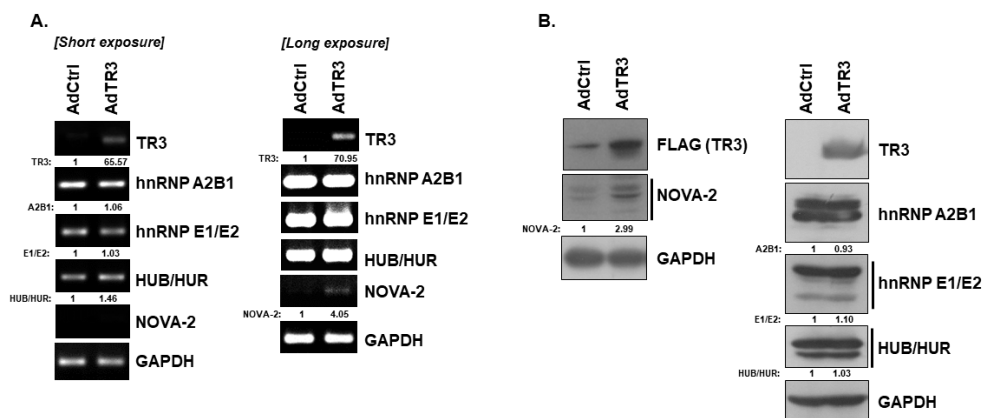 A.
[Short exposure]
AdCtrl
AdTR3
TR3
TR3: 1 65.57
hnRNP A2B1
A2B1: 1 1.06
hnRNP E1/E2
E1/E2: 1 1.03
HUB/HUR
HUB/HUR: 1 1.46
NOVA-2
GAPDH
[Long exposure]
AdCtrl
AdTR3
TR3
TR3: 1 70.95
hnRNP A2B1
hnRNP E1/E2
HUB/HUR
NOVA-2
NOVA-2: 1 4.05
GAPDH
B.
AdCtrl
AdTR3
FLAG (TR3)
NOVA-2
NOVA-2: 1 2.99
GAPDH
AdCtrl
AdTR3
TR3
hnRNP A2B1
A2B1: 1 0.93
hnRNP E1/E2
E1/E2: 1 1.10
HUB/HUR
HUB/HUR: 1 1.03
GAPDH